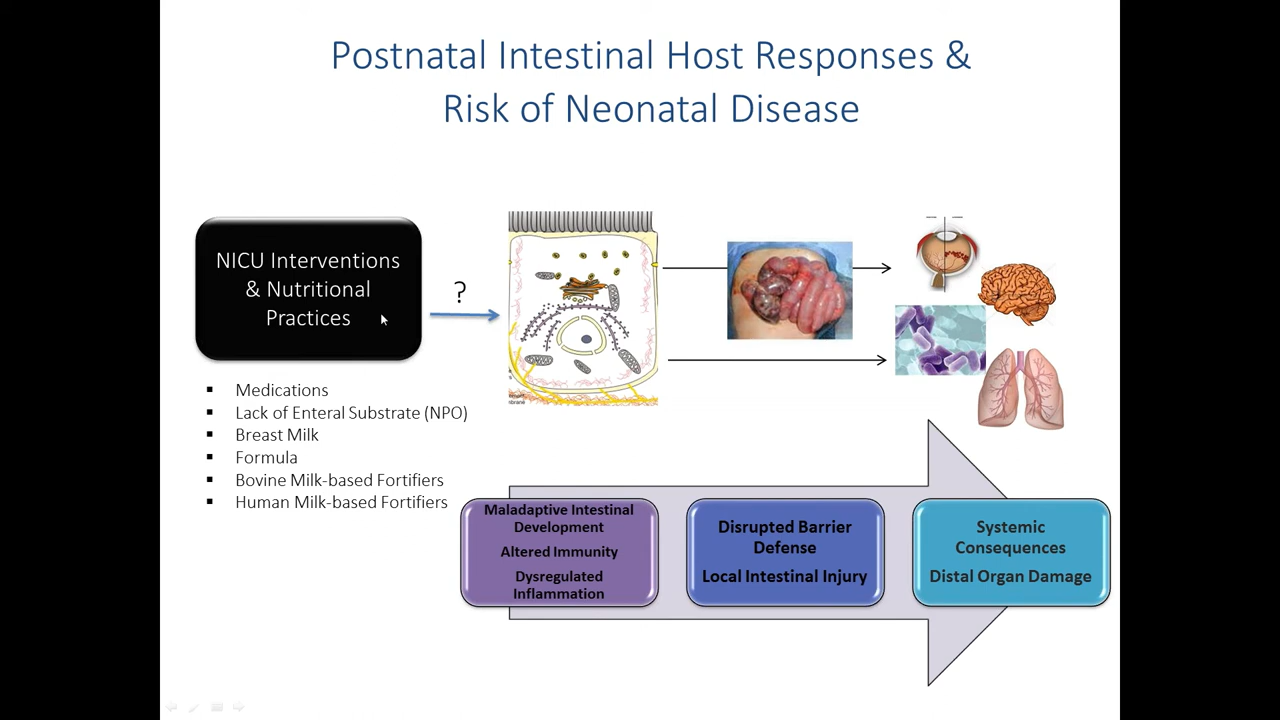 Postnatal Intestinal Host Responses &
Risk of Neonatal Disease
NICU Interventions
& Nutritional
Practices
?
▪ Medications
▪ Lack of Enteral Substrate (NPO)
▪ Breast Milk
▪ Formula
▪ Bovine Milk-based Fortifiers
▪ Human Milk-based Fortifiers
Maladaptive Intestinal
Development
Altered Immunity
Dysregulated
Inflammation
Disrupted Barrier
Defense
Local Intestinal Injury
Systemic
Consequences
Distal Organ Damage